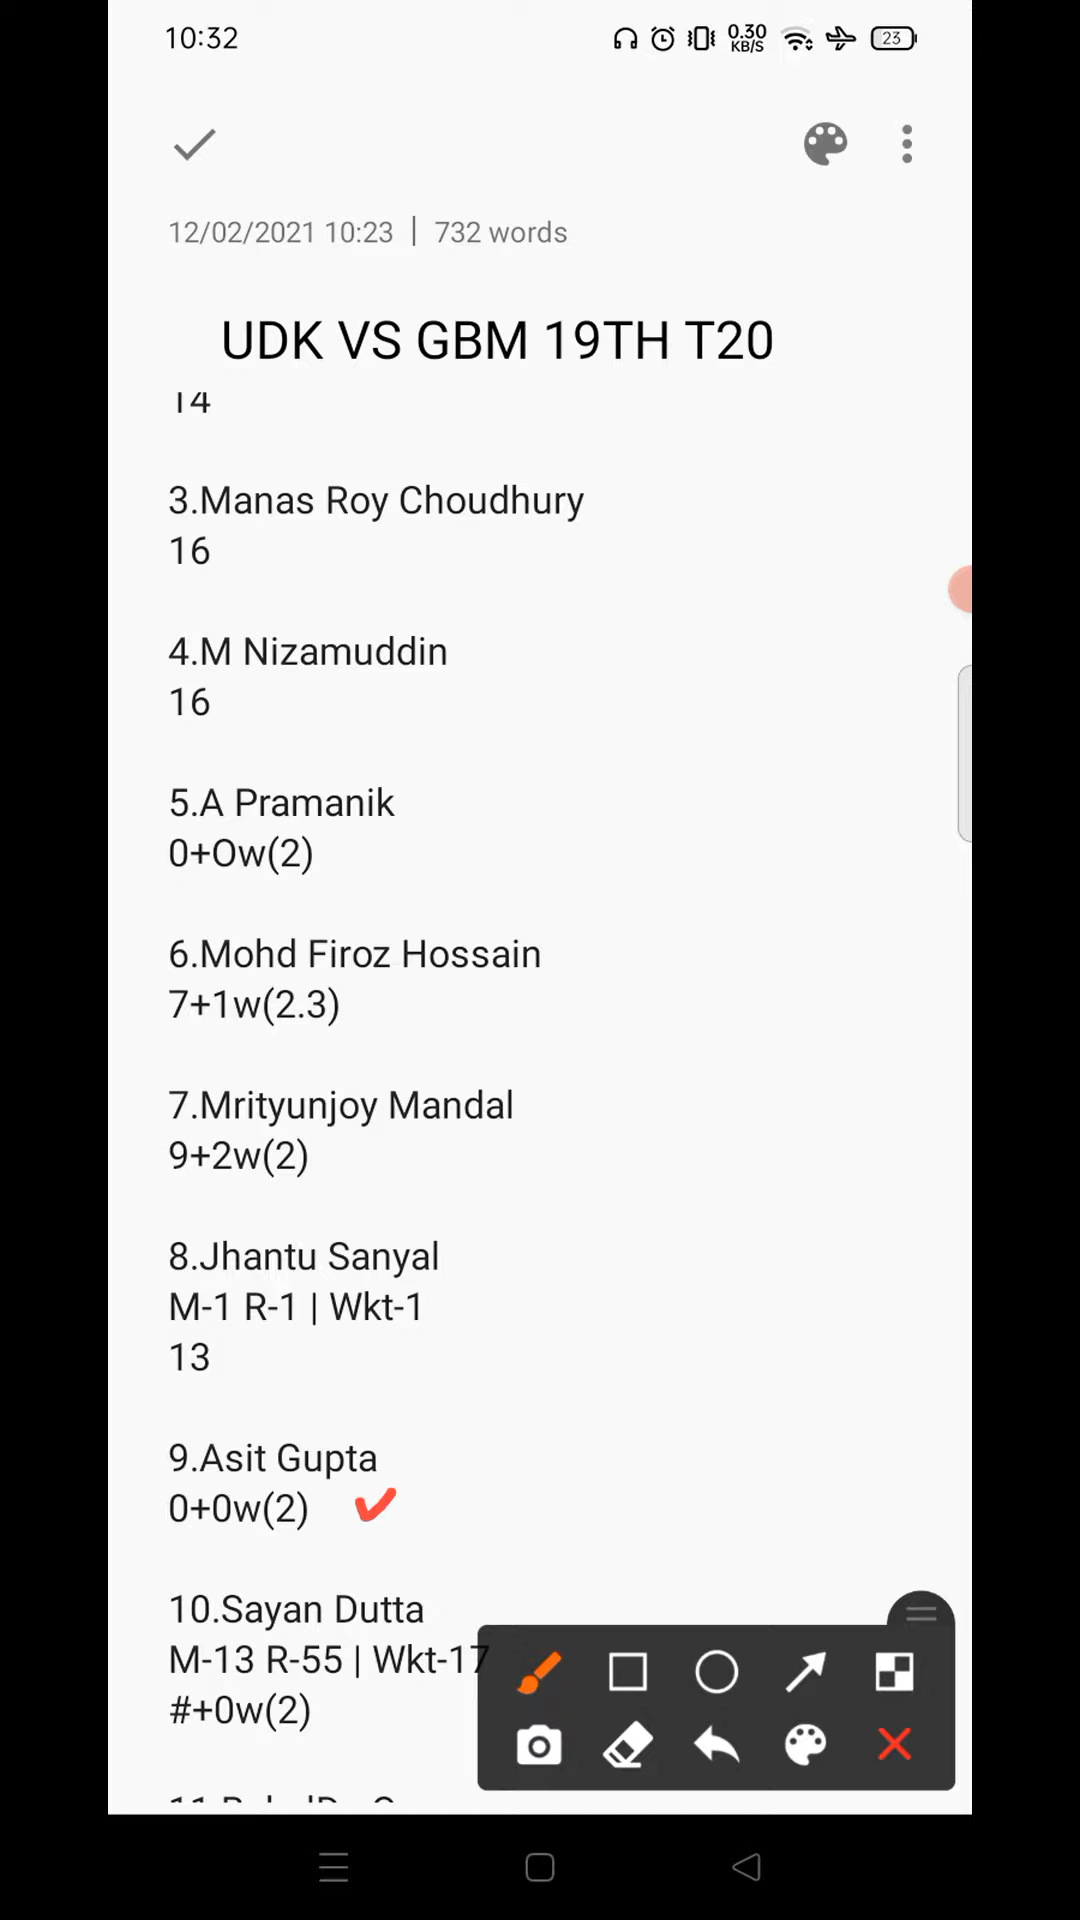 10:32
0.30
KB/S
23
12/02/2021 10:23 | 732 words
UDK VS GBM 19TH T20
14
3.Manas Roy Choudhury
16
4.M Nizamuddin
16
5.A Pramanik
0+Ow(2)
6.Mohd Firoz Hossain
7+1w(2.3)
7.Mrityunjoy Mandal
9+2w(2)
8.Jhantu Sanyal
M-1 R-1 | Wkt-1
13
9.Asit Gupta
0+0w(2)
10.Sayan Dutta
M-13 R-55 | Wkt-17
#+0w(2)